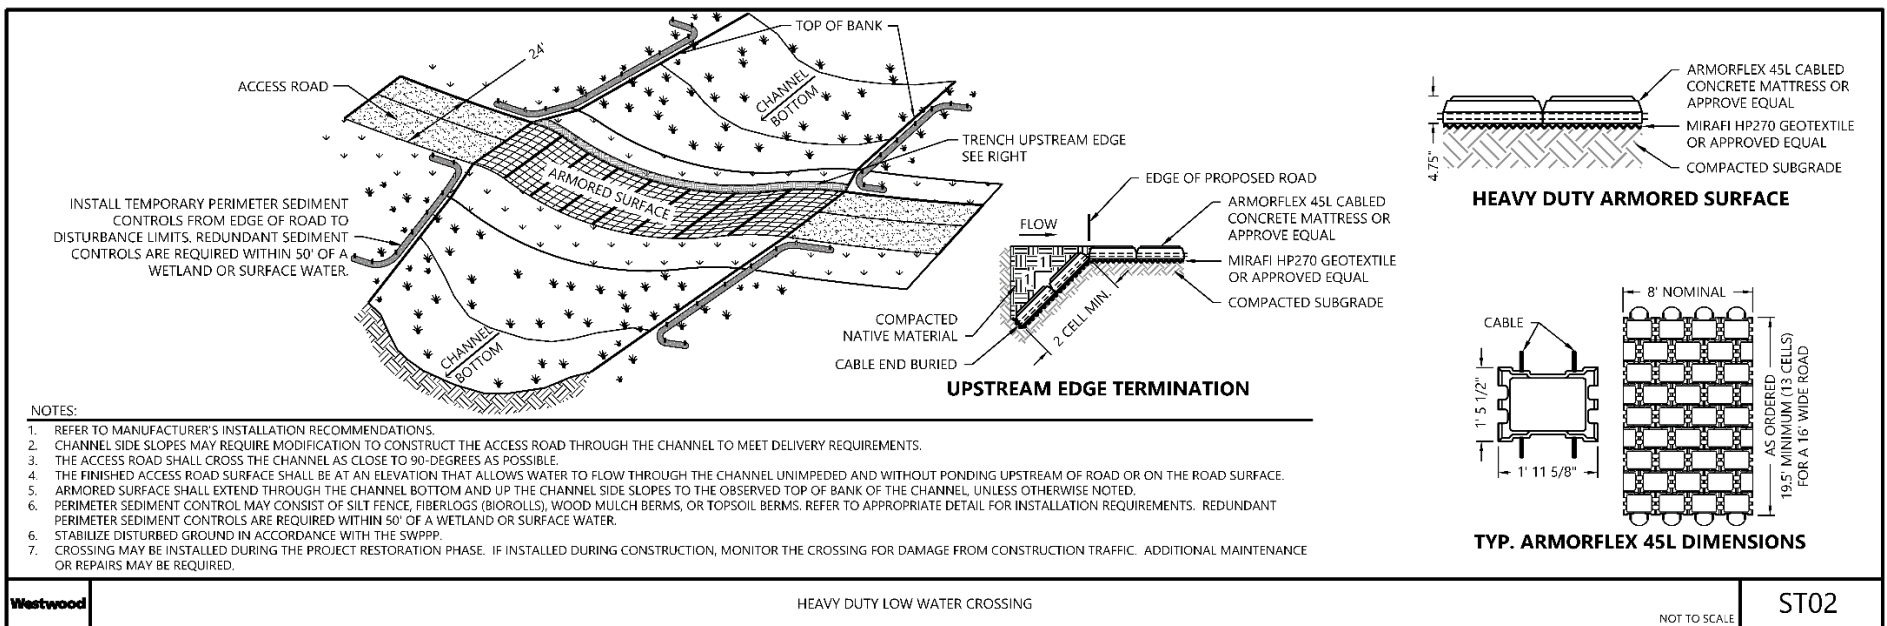 TOP OF BANK
24'
ACCESS ROAD
CHANNEL
BOTTOM
TRENCH UPSTREAM EDGE
SEE RIGHT
ARMORED SURFACE
INSTALL TEMPORARY PERIMETER SEDIMENT
CONTROLS FROM EDGE OF ROAD TO
DISTURBANCE LIMITS. REDUNDANT SEDIMENT
CONTROLS ARE REQUIRED WITHIN 50' OF A
WETLAND OR SURFACE WATER.
CHANNEL
BOTTOM
EDGE OF PROPOSED ROAD
FLOW
ARMORFLEX 45L CABLED
CONCRETE MATTRESS OR
APPROVE EQUAL
MIRAFI HP270 GEOTEXTILE
OR APPROVED EQUAL
COMPACTED SUBGRADE
1
1
2 CELL MIN.
COMPACTED
NATIVE MATERIAL
CABLE END BURIED
UPSTREAM EDGE TERMINATION
ARMORFLEX 45L CABLED
CONCRETE MATTRESS OR
APPROVE EQUAL
MIRAFI HP270 GEOTEXTILE
OR APPROVED EQUAL
COMPACTED SUBGRADE
4.75"
HEAVY DUTY ARMORED SURFACE
8' NOMINAL
CABLE
1' 5 1/2"
1' 11 5/8"
AS ORDERED
19.5' MINIMUM (13 CELLS)
FOR A 16' WIDE ROAD
TYP. ARMORFLEX 45L DIMENSIONS
NOTES:
1. REFER TO MANUFACTURER'S INSTALLATION RECOMMENDATIONS.
2. CHANNEL SIDE SLOPES MAY REQUIRE MODIFICATION TO CONSTRUCT THE ACCESS ROAD THROUGH THE CHANNEL TO MEET DELIVERY REQUIREMENTS.
3. THE ACCESS ROAD SHALL CROSS THE CHANNEL AS CLOSE TO 90-DEGREES AS POSSIBLE.
4. THE FINISHED ACCESS ROAD SURFACE SHALL BE AT AN ELEVATION THAT ALLOWS WATER TO FLOW THROUGH THE CHANNEL UNIMPEDED AND WITHOUT PONDING UPSTREAM OF ROAD OR ON THE ROAD SURFACE.
5. ARMORED SURFACE SHALL EXTEND THROUGH THE CHANNEL BOTTOM AND UP THE CHANNEL SIDE SLOPES TO THE OBSERVED TOP OF BANK OF THE CHANNEL, UNLESS OTHERWISE NOTED.
6. PERIMETER SEDIMENT CONTROL MAY CONSIST OF SILT FENCE, FIBERLOGS (BIOROLLS), WOOD MULCH BERMS, OR TOPSOIL BERMS. REFER TO APPROPRIATE DETAIL FOR INSTALLATION REQUIREMENTS. REDUNDANT
PERIMETER SEDIMENT CONTROLS ARE REQUIRED WITHIN 50' OF A WETLAND OR SURFACE WATER.
6. STABILIZE DISTURBED GROUND IN ACCORDANCE WITH THE SWPPP.
7. CROSSING MAY BE INSTALLED DURING THE PROJECT RESTORATION PHASE. IF INSTALLED DURING CONSTRUCTION, MONITOR THE CROSSING FOR DAMAGE FROM CONSTRUCTION TRAFFIC. ADDITIONAL MAINTENANCE
OR REPAIRS MAY BE REQUIRED.
Westwood
HEAVY DUTY LOW WATER CROSSING
NOT TO SCALE
ST02